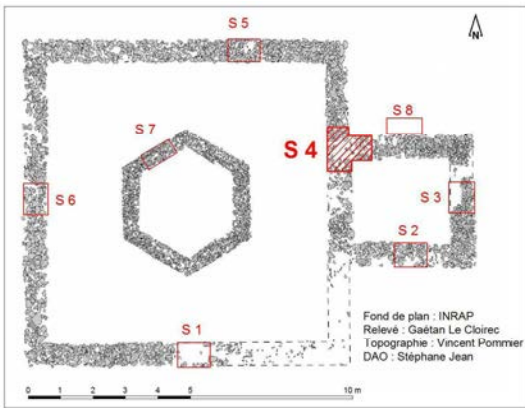 S 5
N
S 8
S 7
S 4
S 6
S 3
S 2
S 1
Fond de plan : INRAP
Relevé : Gaétan Le Cloirec
Topographie : Vincent Pommier
DAO : Stéphane Jean
0 1 2 3 4 5 10 m